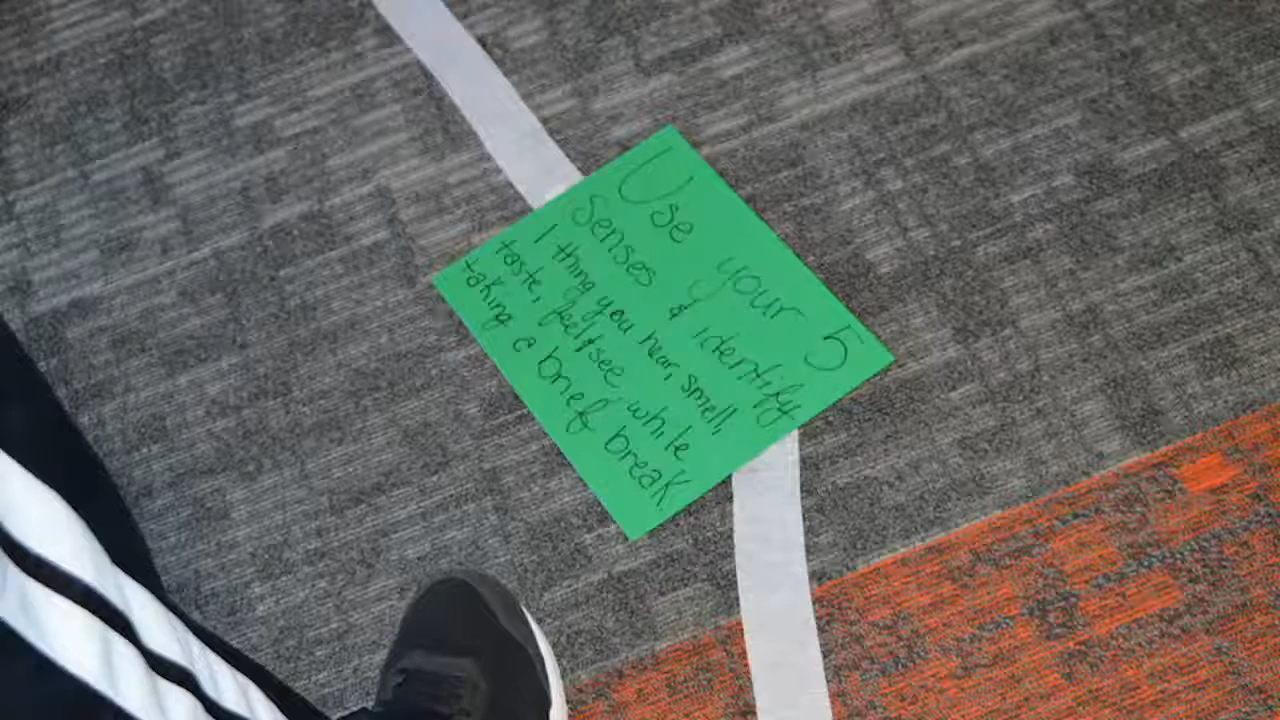 Use your 5
senses & identify
1 thing you hear, smell,
taste, feel & see while
taking a brief break.